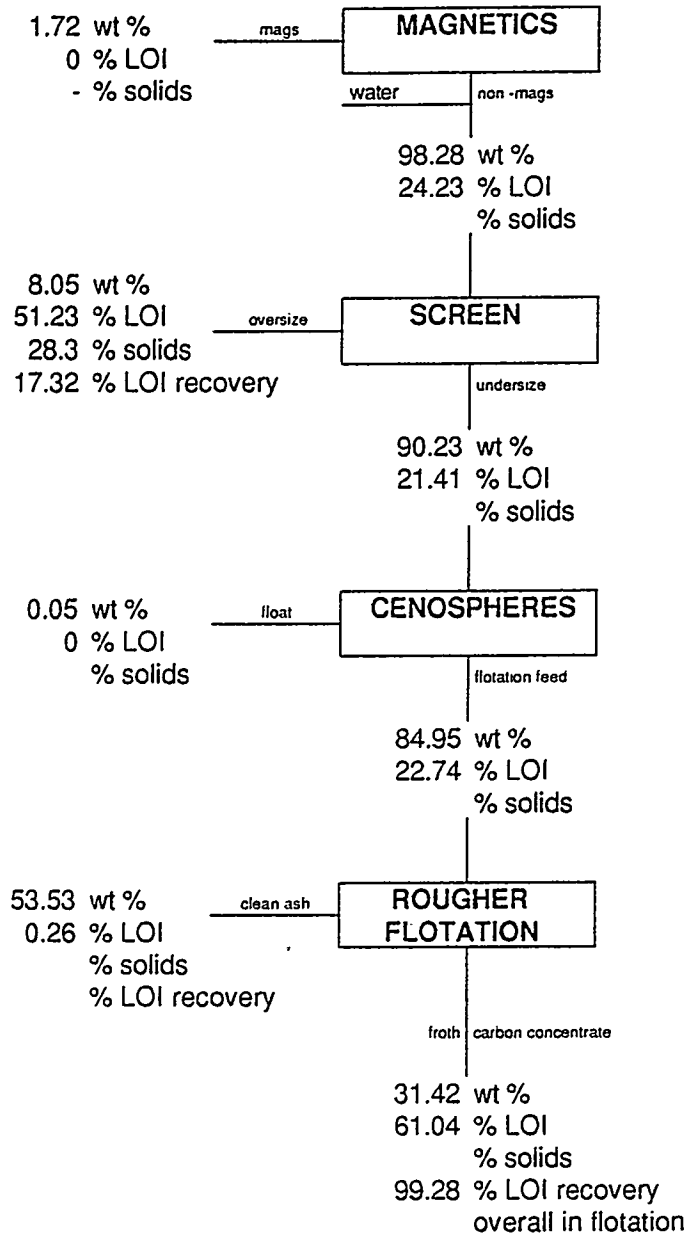 1.72 wt %
0 % LOI
- % solids
mags
MAGNETICS
water
non -mags
98.28 wt %
24.23 % LOI
% solids
8.05 wt %
51.23 % LOI
28.3 % solids
17.32 % LOI recovery
oversize
SCREEN
undersize
90.23 wt %
21.41 % LOI
% solids
0.05 wt %
0 % LOI
% solids
float
CENOSPHERES
flotation feed
84.95 wt %
22.74 % LOI
% solids
53.53 wt %
0.26 % LOI
% solids
% LOI recovery
clean ash
ROUGHER
FLOTATION
froth carbon concentrate
31.42 wt %
61.04 % LOI
% solids
99.28 % LOI recovery
overall in flotation